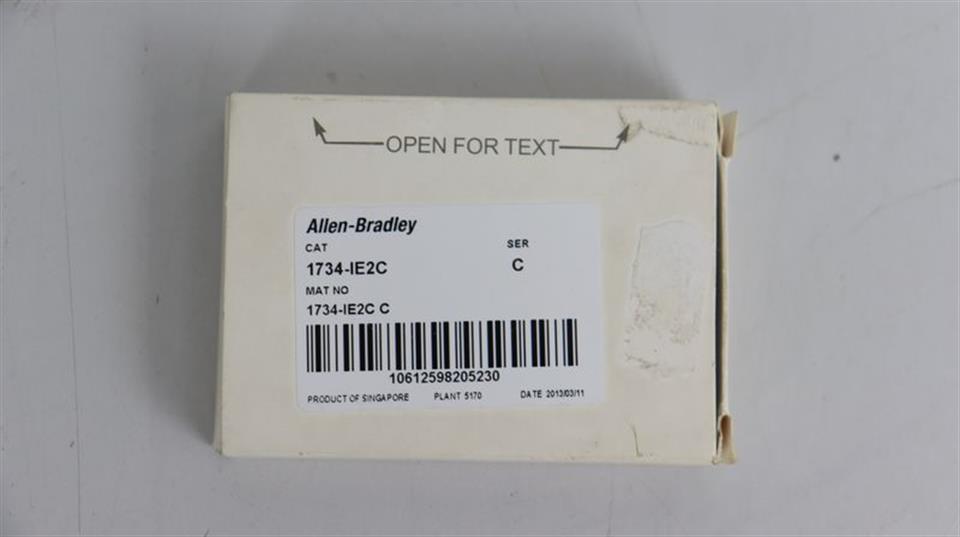 OPEN FOR TEXT
Allen-Bradley
CAT SER
1734-IE2C C
MAT NO
1734-IE2C C
10612598205230
PRODUCT OF SINGAPORE PLANT 5170 DATE 2013/03/11